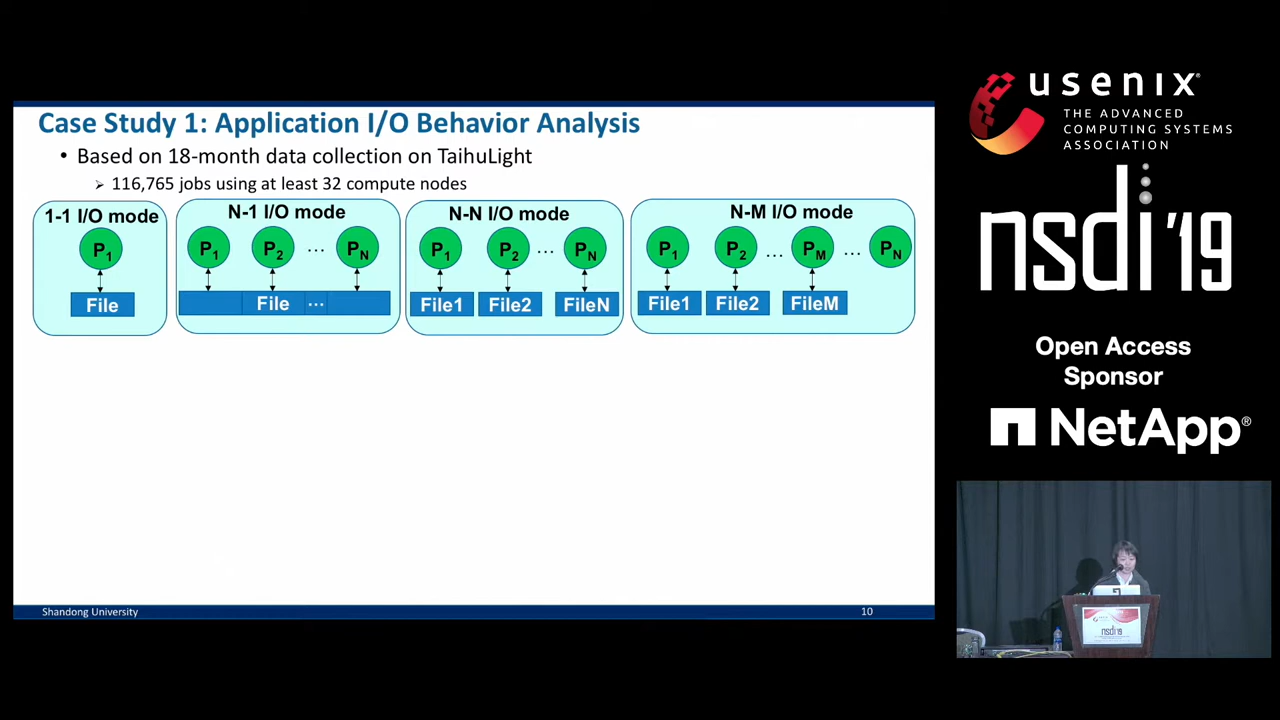 Case Study 1: Application I/O Behavior Analysis
• Based on 18-month data collection on TaihuLight
➢ 116,765 jobs using at least 32 compute nodes
1-1 I/O mode
P1
File
N-1 I/O mode
P1 P2 ... PN
File ...
N-N I/O mode
P1 P2 ... PN
File1 File2 FileN
N-M I/O mode
P1 P2 ... PM ... PN
File1 File2 FileM
Shandong University
10
usenix®
THE ADVANCED
COMPUTING SYSTEMS
ASSOCIATION
nsdi '19
Open Access
Sponsor
NetApp®
nsdi '19